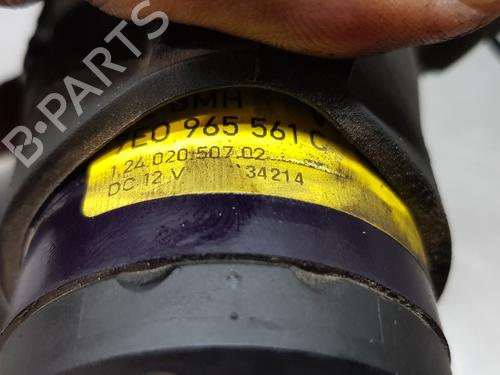 BMH V
7E0 965 561 C
1.24.020.507.02
DC 12 V 34214
B-PARTS